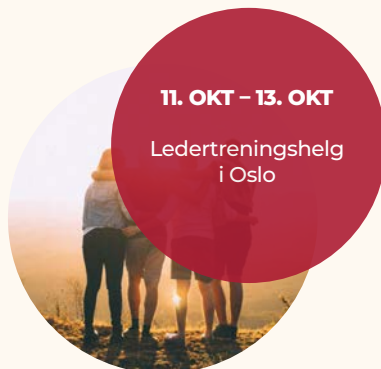 11. OKT – 13. OKT
Ledertreningshelg
i Oslo